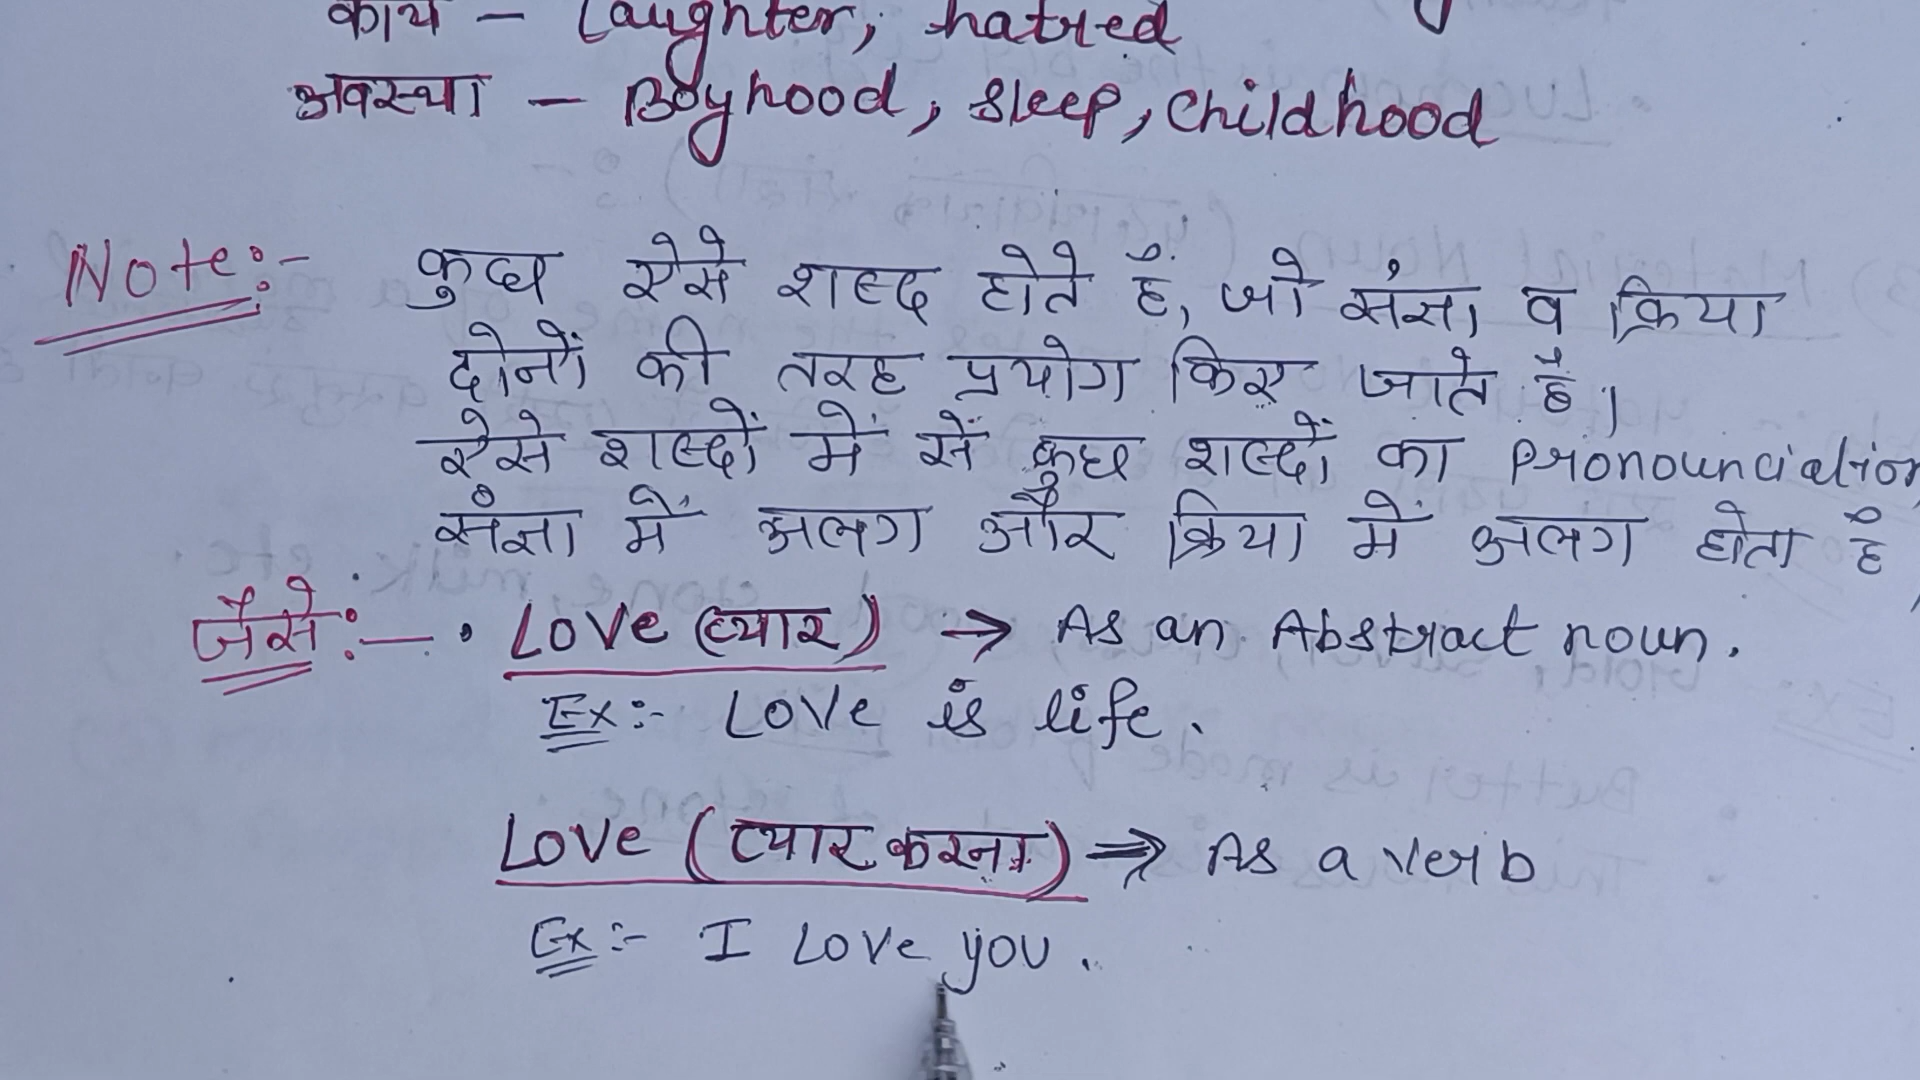 कार्य - Laughter, hatred
अवस्था - Boyhood, Sleep, Childhood
Note:- कुछ ऐसे शब्द होते हैं, जो संज्ञा व क्रिया
दोनों की तरह प्रयोग किए जाते है।
ऐसे शब्दों में सें कुछ शब्दों का Pronounciation
संज्ञा में अलग और क्रिया में अलग होता है
जैसे:- • Love (प्यार) → As an Abstract noun.
Ex:- Love is life.
Love (प्यार करना) ⇒ As a verb
Ex:- I Love you.